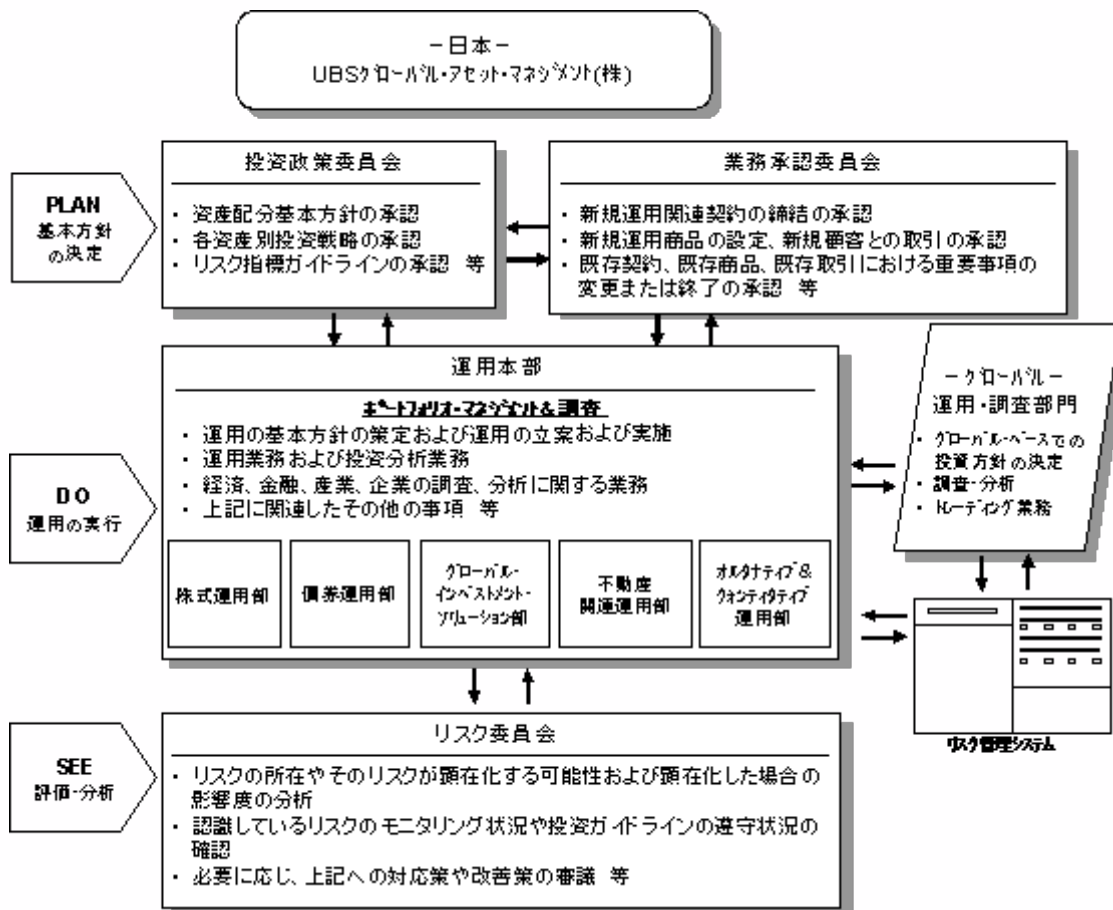 －日本－
UBSｸﾞﾛｰﾊﾞﾙ･ｱｾｯﾄ･ﾏﾈｼﾞﾒﾝﾄ(株)
PLAN
基本方針
の決定
投資政策委員会
・ 資産配分基本方針の承認
・ 各資産別投資戦略の承認
・ リスク指標ガイドラインの承認 等
業務承認委員会
・ 新規運用関連契約の締結の承認
・ 新規運用商品の設定、新規顧客との取引の承認
・ 既存契約、既存商品、既存取引における重要事項の
変更または終了の承認 等
DO
運用の実行
運用本部
ﾎﾟｰﾄﾌｫﾘｵ･ﾏﾈｼﾞﾒﾝﾄ&調査
・ 運用の基本方針の策定および運用の立案および実施
・ 運用業務および投資分析業務
・ 経済、金融、産業、企業の調査、分析に関する業務
・ 上記に関連したその他の事項 等
株式運用部
債券運用部
ｸﾞﾛｰﾊﾞﾙ･
ｲﾝﾍﾞｽﾄﾒﾝﾄ･
ｿﾘｭｰｼｮﾝ部
不動産
関連運用部
ｵﾙﾀﾅﾃｨﾌﾞ&
ｸｫﾝﾃｨﾀﾃｨﾌﾞ
運用部
－ｸﾞﾛｰﾊﾞﾙ－
運用･調査部門
・ ｸﾞﾛｰﾊﾞﾙ･ﾍﾞｰｽでの
投資方針の決定
・ 調査･分析
・ ﾄﾚｰﾃﾞｨﾝｸﾞ業務
ﾘｽｸ管理ｼｽﾃﾑ
SEE
評価･分析
リスク委員会
・ リスクの所在やそのリスクが顕在化する可能性および顕在化した場合の
影響度の分析
・ 認識しているリスクのモニタリング状況や投資ガイドラインの遵守状況の
確認
・ 必要に応じ、上記への対応策や改善策の審議 等